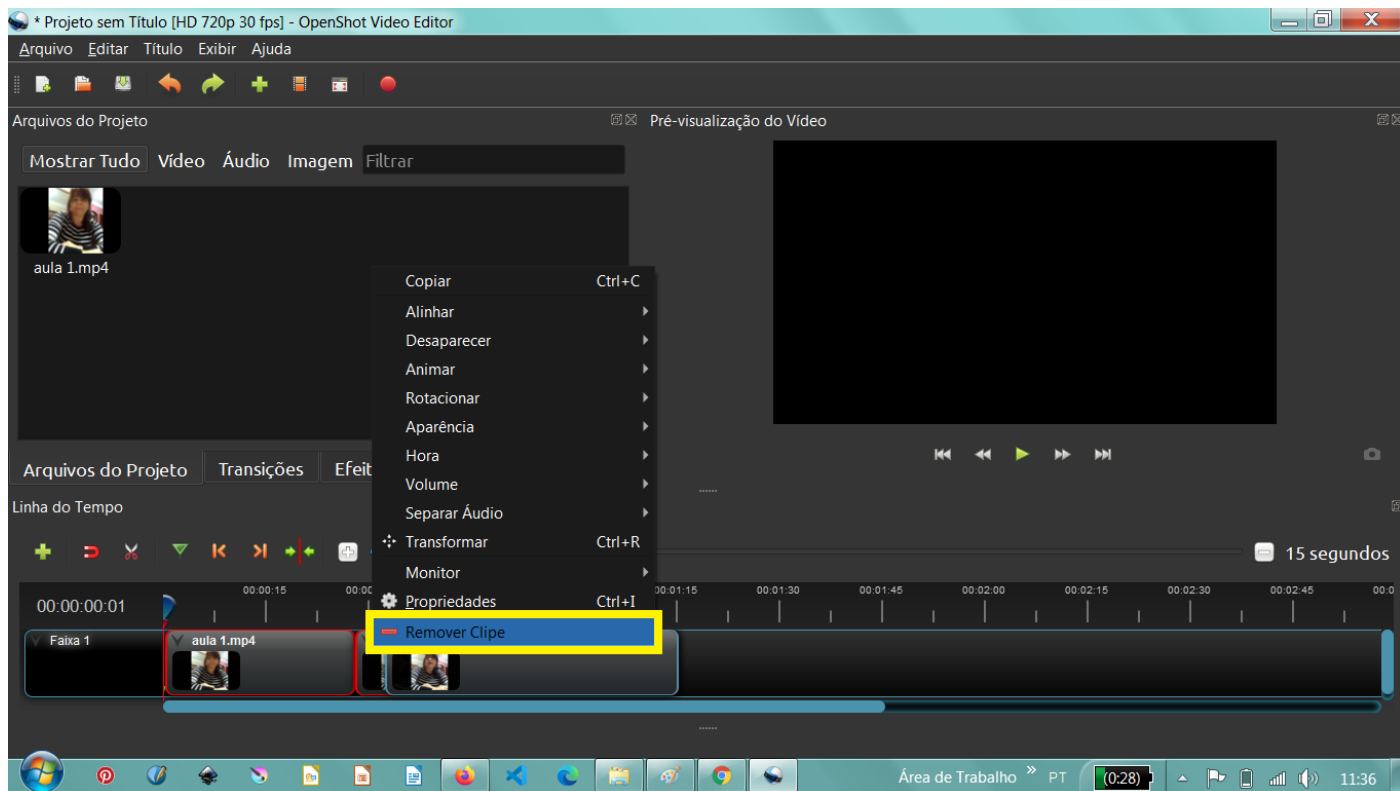 * Projeto sem Título [HD 720p 30 fps] - OpenShot Video Editor
Arquivo Editar Título Exibir Ajuda
Arquivos do Projeto
Pré-visualização do Vídeo
Mostrar Tudo Vídeo Áudio Imagem Filtrar
aula 1.mp4
Copiar Ctrl+C
Alinhar
Desaparecer
Animar
Rotacionar
Aparência
Hora
Volume
Separar Áudio
Transformar Ctrl+R
Monitor
Propriedades Ctrl+I
Remover Clipe
Arquivos do Projeto Transições Efeit
Linha do Tempo
15 segundos
00:00:00:01
00:00:15 00:00 00:01:15 00:01:30 00:01:45 00:02:00 00:02:15 00:02:30 00:02:45 00:0
Faixa 1 aula 1.mp4
Área de Trabalho » PT (0:28) 11:36